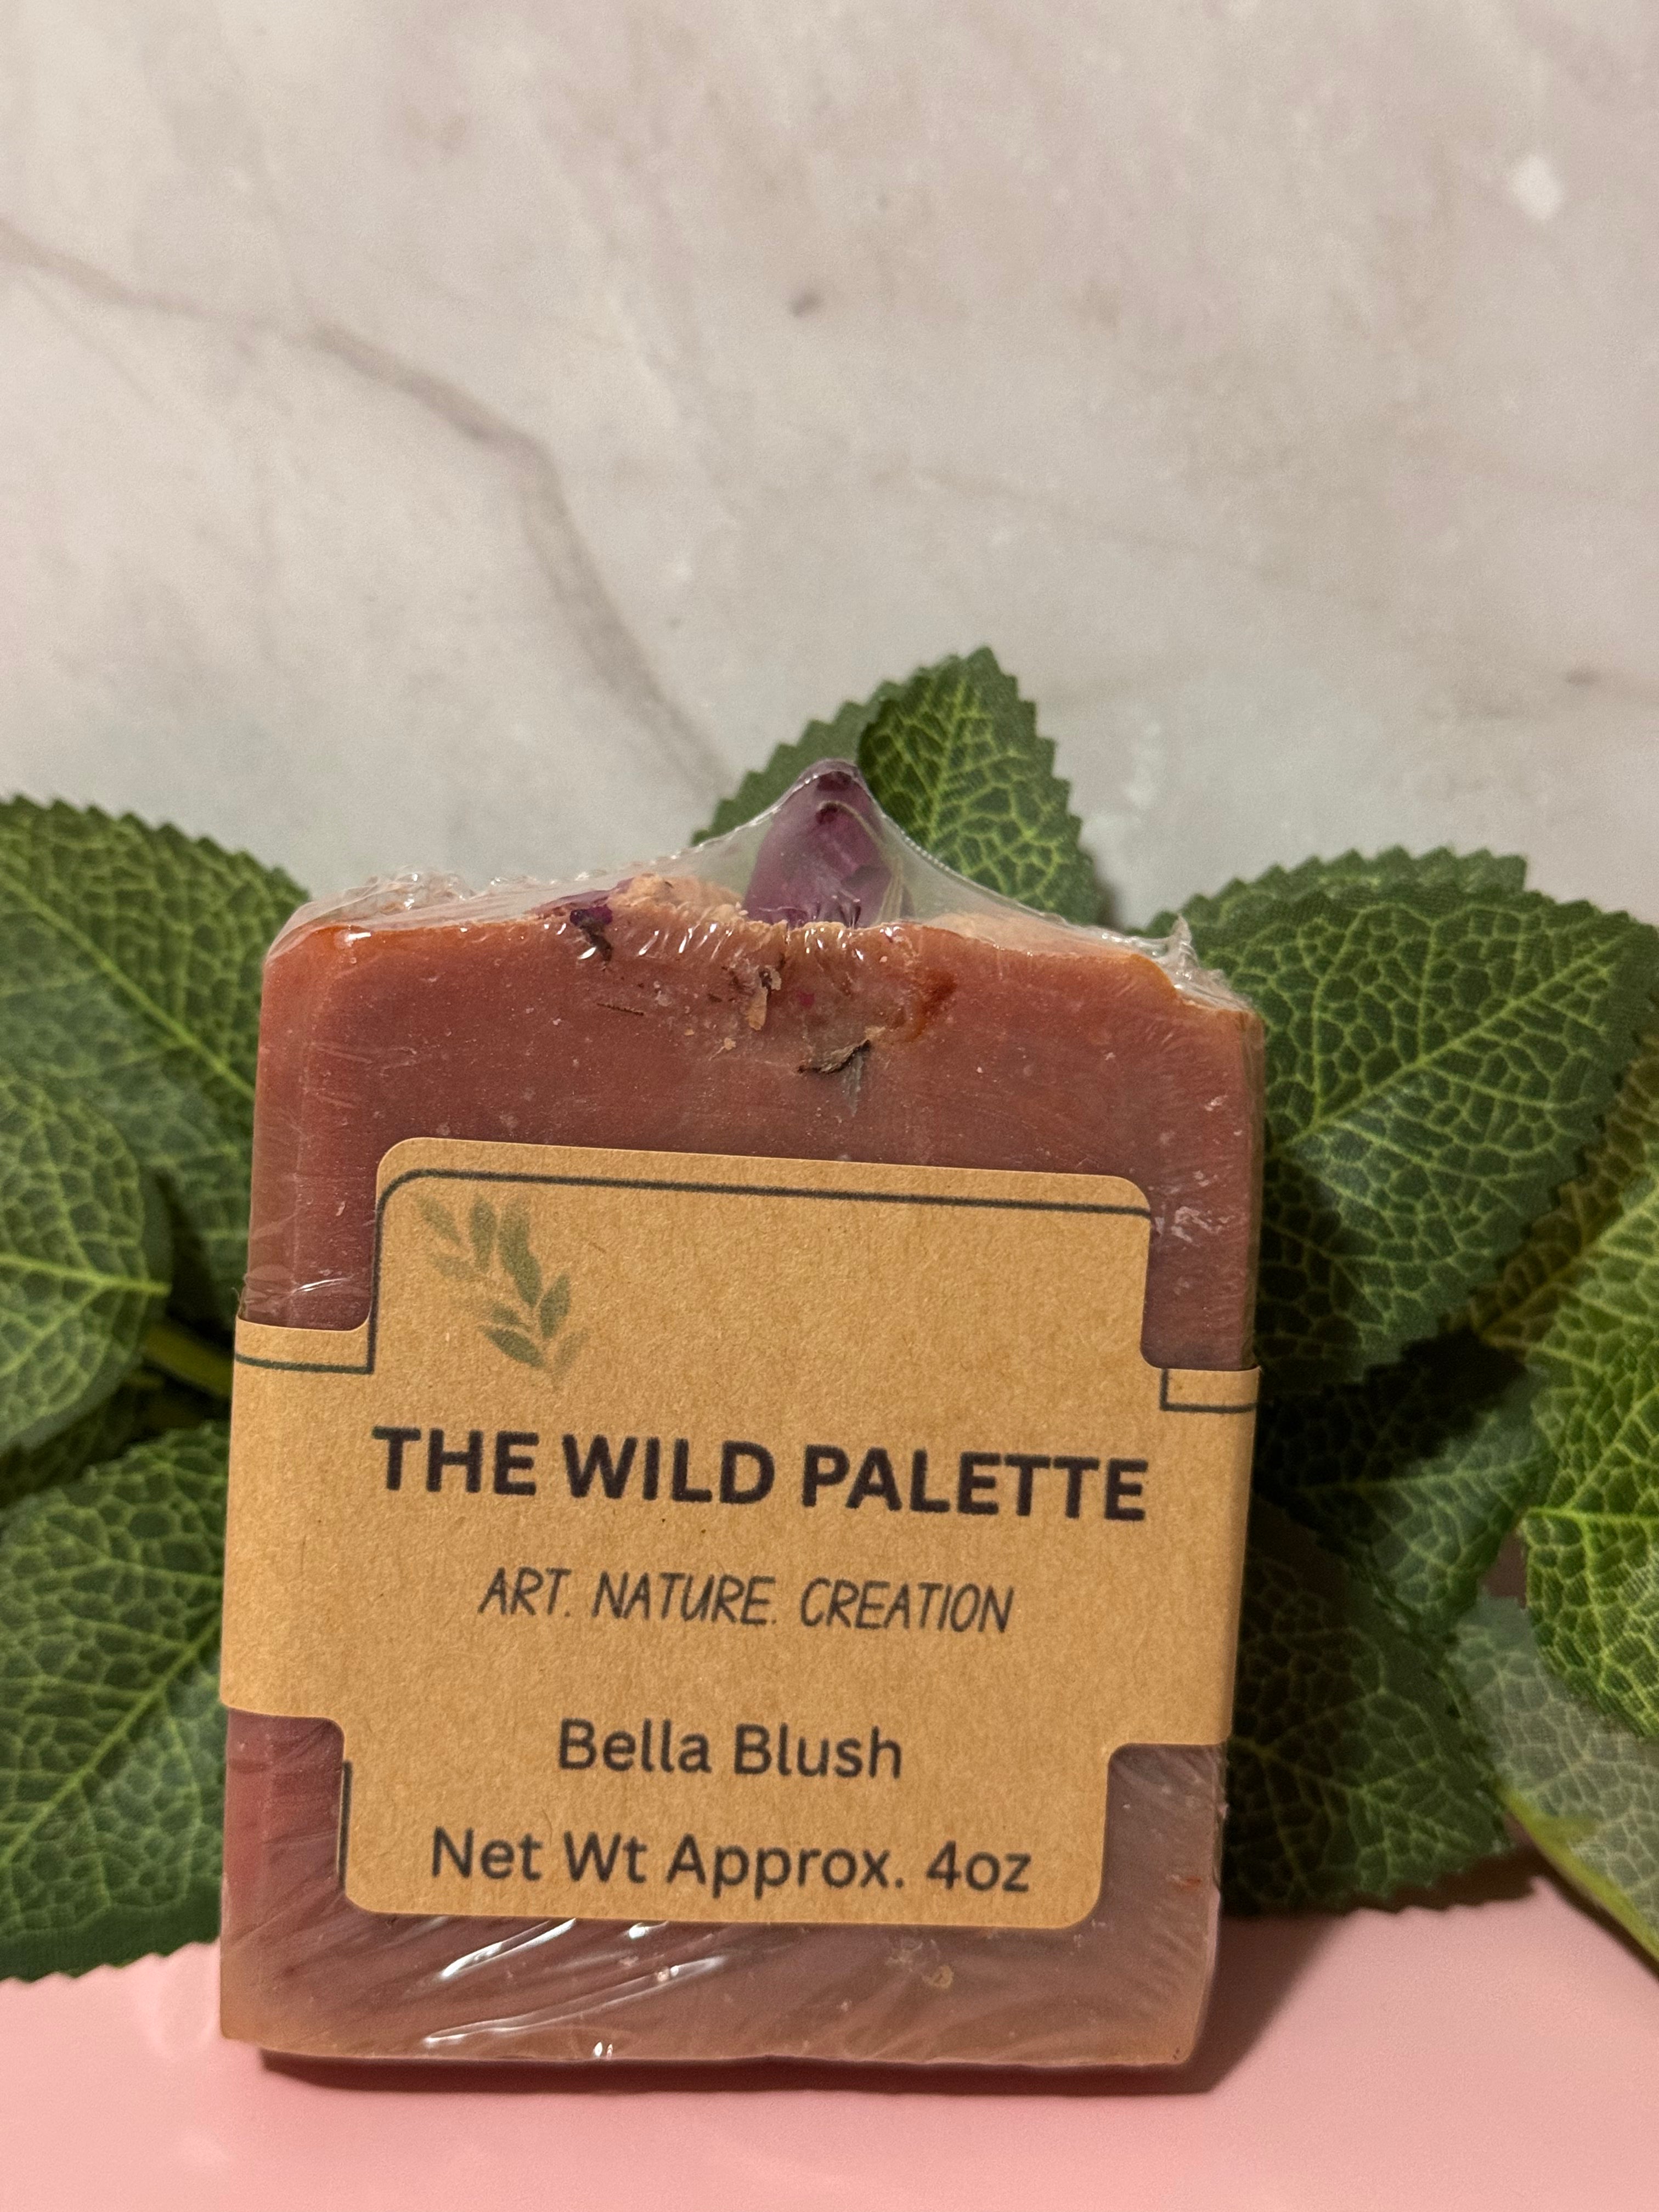 THE WILD PALETTE
ART. NATURE. CREATION
Bella Blush
Net Wt Approx. 4oz